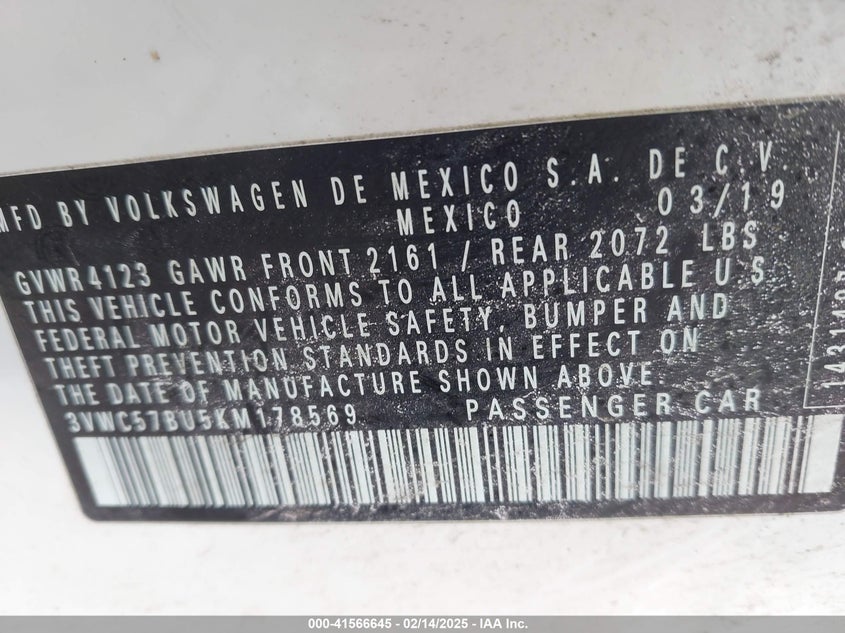 MFD BY VOLKSWAGEN DE MEXICO S.A. DE C.V.
MEXICO 03/19
GVWR4123 GAWR FRONT 2161 / REAR 2072 LBS
THIS VEHICLE CONFORMS TO ALL APPLICABLE U S
FEDERAL MOTOR VEHICLE SAFETY, BUMPER AND
THEFT PREVENTION STANDARDS IN EFFECT ON
THE DATE OF MANUFACTURE SHOWN ABOVE.
3VWC57BU5KM178569 PASSENGER CAR
000-41566645 - 02/14/2025 - IAA Inc.